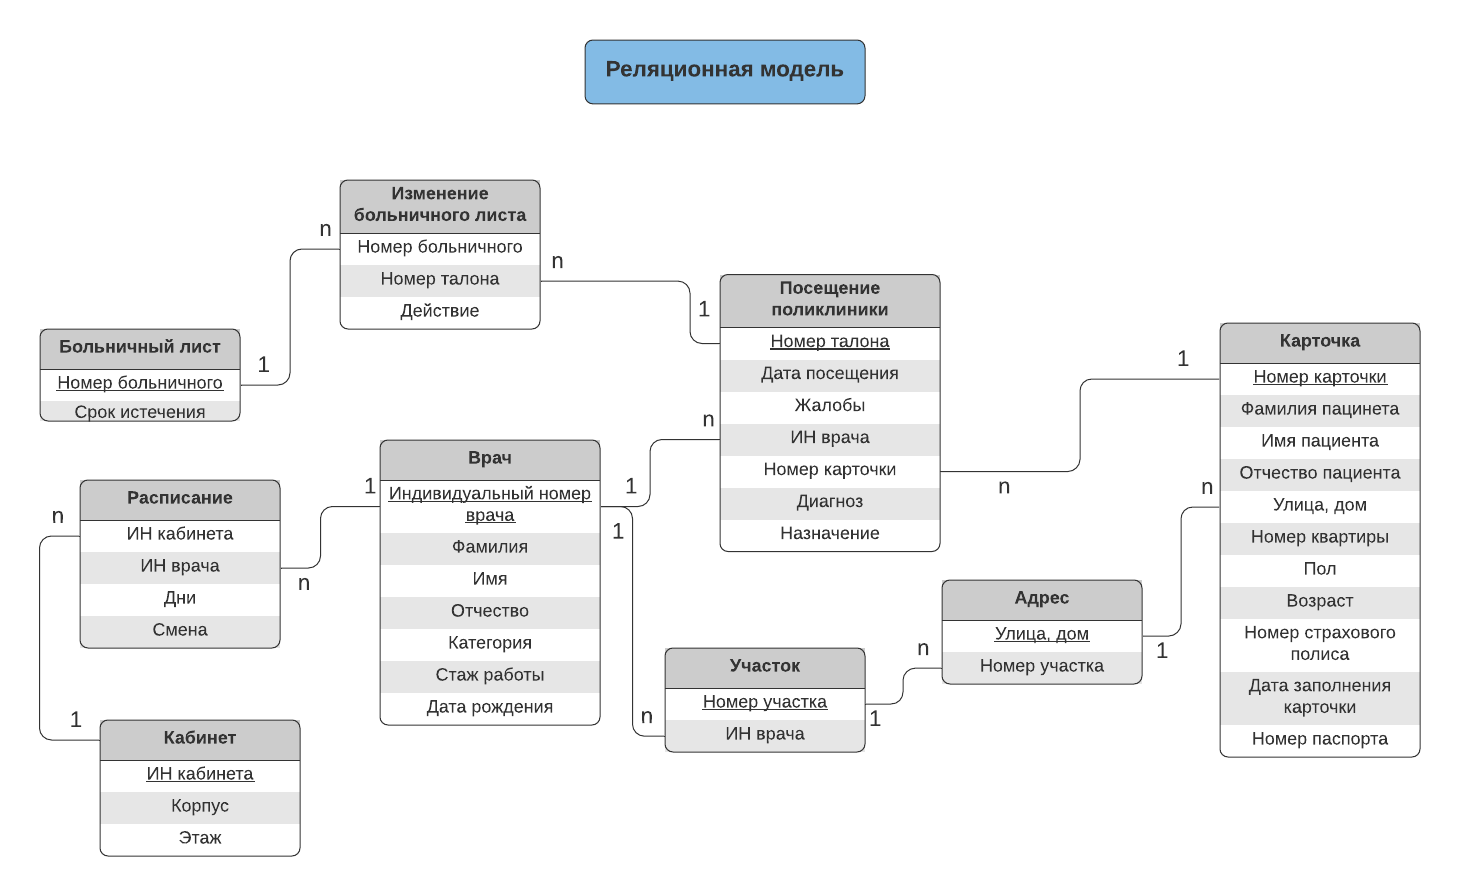 Реляционная модель
Изменение
больничного листа
Номер больничного
Номер талона
Действие
n
n
1
Больничный лист
Номер больничного
Срок истечения
1
Посещение
поликлиники
Номер талона
Дата посещения
Жалобы
ИН врача
Номер карточки
Диагноз
Назначение
n
n
1
Карточка
Номер карточки
Фамилия пацинета
Имя пациента
Отчество пациента
Улица, дом
Номер квартиры
Пол
Возраст
Номер страхового
полиса
Дата заполнения
карточки
Номер паспорта
n
Врач
Индивидуальный номер
врача
Фамилия
Имя
Отчество
Категория
Стаж работы
Дата рождения
1
1
1
Расписание
ИН кабинета
ИН врача
Дни
Смена
n
n
Адрес
Улица, дом
Номер участка
n
1
Участок
Номер участка
ИН врача
n
1
Кабинет
ИН кабинета
Корпус
Этаж
1